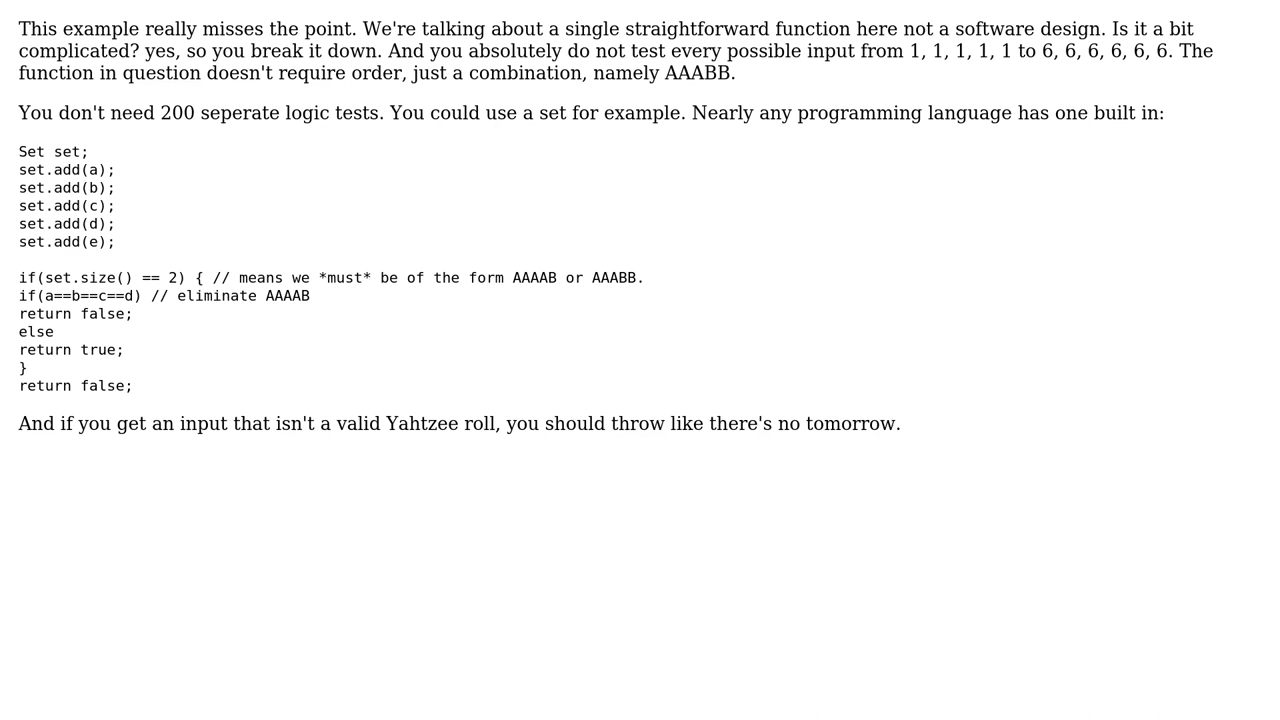 This example really misses the point. We're talking about a single straightforward function here not a software design. Is it a bit
complicated? yes, so you break it down. And you absolutely do not test every possible input from 1, 1, 1, 1, 1 to 6, 6, 6, 6, 6, 6. The
function in question doesn't require order, just a combination, namely AAABB.
You don't need 200 seperate logic tests. You could use a set for example. Nearly any programming language has one built in:
Set set;
set.add(a);
set.add(b);
set.add(c);
set.add(d);
set.add(e);
if(set.size() == 2) { // means we *must* be of the form AAAAB or AAABB.
if(a==b==c==d) // eliminate AAAAB
return false;
else
return true;
}
return false;
And if you get an input that isn't a valid Yahtzee roll, you should throw like there's no tomorrow.